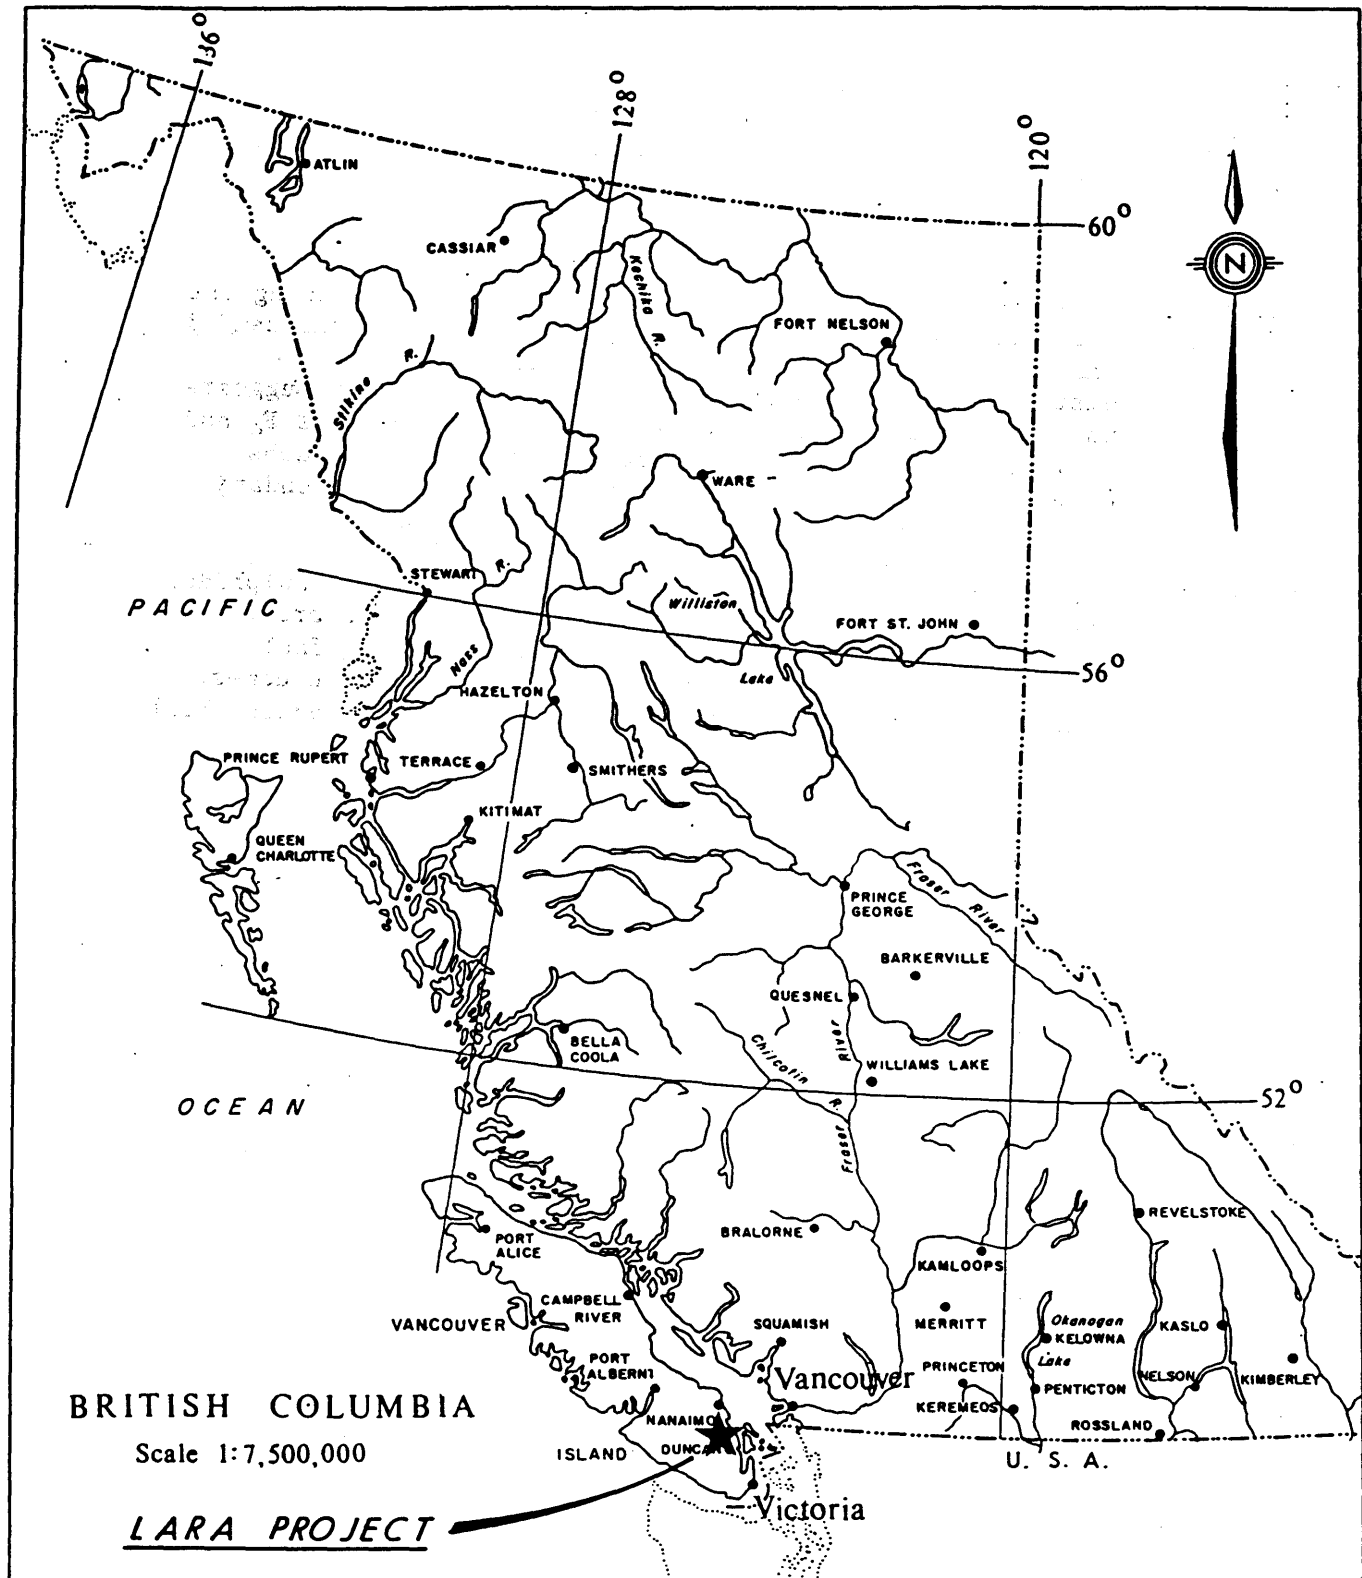 136°
128°
120°
ATLIN
60°
CASSIAR
Kechika R.
N
FORT NELSON
Stikine R.
WARE
STEWART
R.
PACIFIC
Williston
FORT ST. JOHN
Nass
Lake
56°
HAZELTON
PRINCE RUPERT
TERRACE
SMITHERS
KITIMAT
QUEEN
CHARLOTTE
Fraser River
PRINCE
GEORGE
BARKERVILLE
QUESNEL
BELLA
COOLA
Chilcotin R.
River
WILLIAMS LAKE
OCEAN
52°
Fraser
REVELSTOKE
PORT
ALICE
BRALORNE
KAMLOOPS
CAMPBELL
RIVER
VANCOUVER
SQUAMISH
MERRITT
Okanagan
KELOWNA
Lake
KASLO
PORT
ALBERNI
PRINCETON
Vancouver
PENTICTON
NELSON
KIMBERLEY
KEREMEOS
BRITISH COLUMBIA
NANAIMO
ROSSLAND
Scale 1:7,500,000
ISLAND
DUNCAN
U. S. A.
Victoria
LARA PROJECT